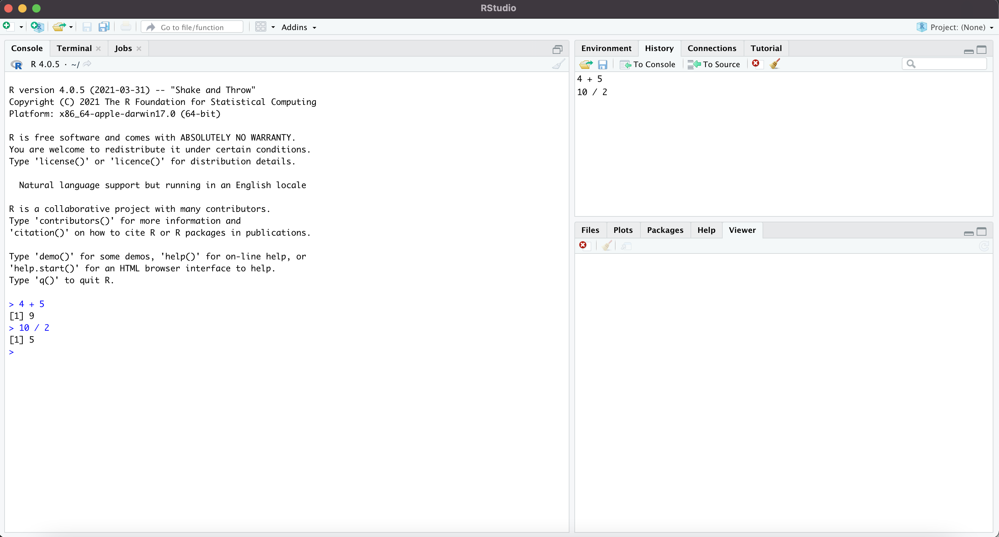 RStudio
Go to file/function
Addins
Project: (None)
Console Terminal Jobs
R 4.0.5 · ~/
R version 4.0.5 (2021-03-31) -- "Shake and Throw"
Copyright (C) 2021 The R Foundation for Statistical Computing
Platform: x86_64-apple-darwin17.0 (64-bit)
R is free software and comes with ABSOLUTELY NO WARRANTY.
You are welcome to redistribute it under certain conditions.
Type 'license()' or 'licence()' for distribution details.
Natural language support but running in an English locale
R is a collaborative project with many contributors.
Type 'contributors()' for more information and
'citation()' on how to cite R or R packages in publications.
Type 'demo()' for some demos, 'help()' for on-line help, or
'help.start()' for an HTML browser interface to help.
Type 'q()' to quit R.
> 4 + 5
[1] 9
> 10 / 2
[1] 5
>
Environment History Connections Tutorial
To Console To Source
4 + 5
10 / 2
Files Plots Packages Help Viewer